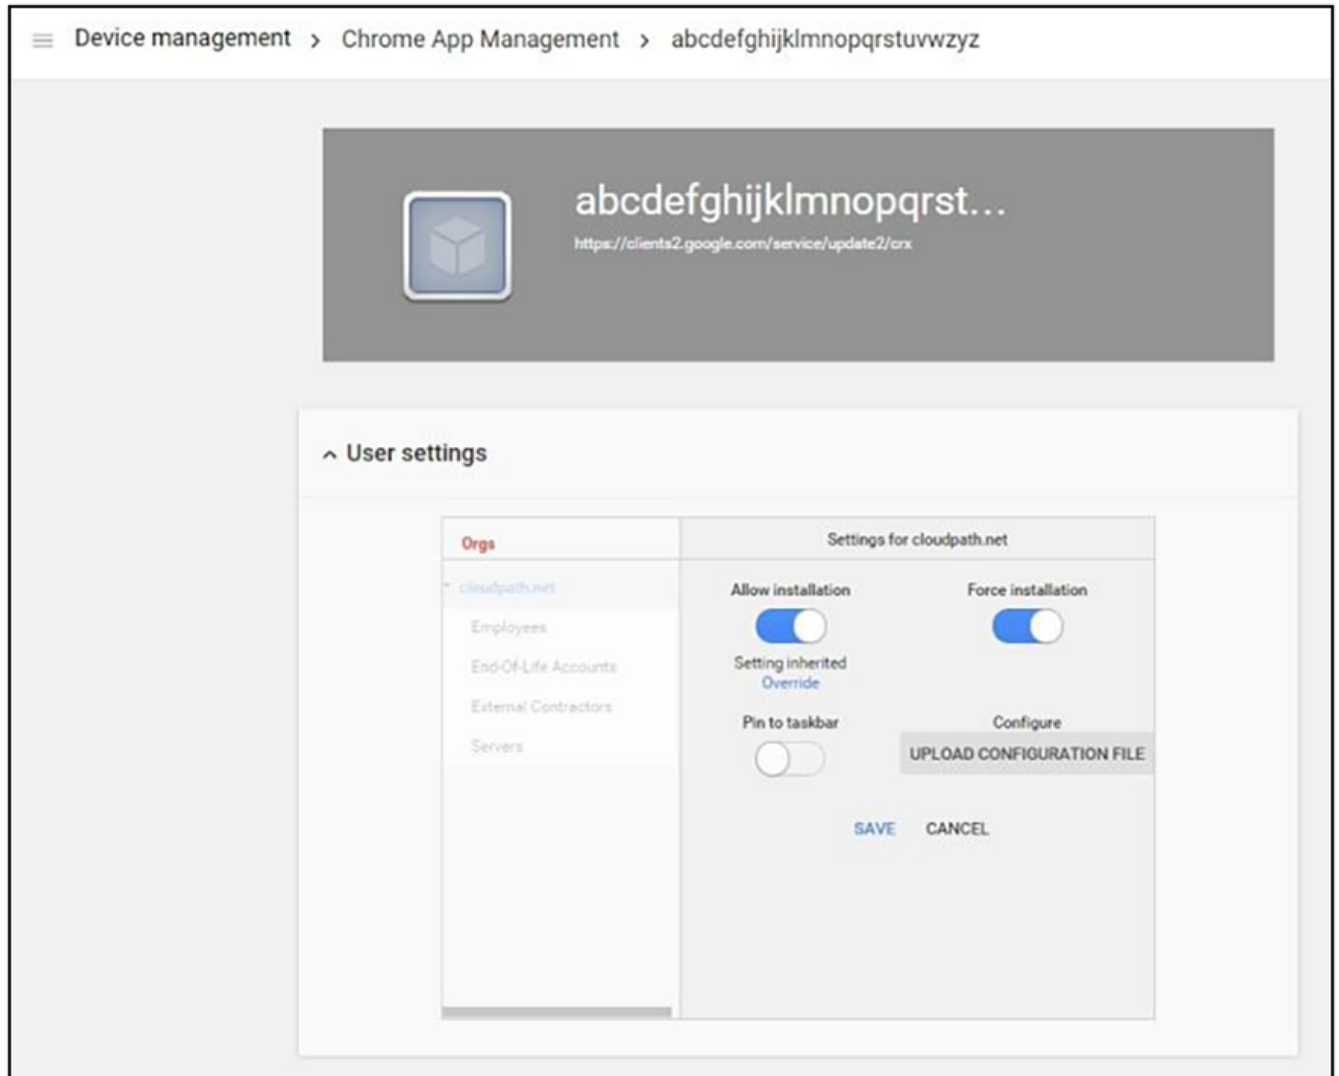 Device management > Chrome App Management > abcdefghijklmnopqrstuvwzyz
abcdefghijklmnopqrst...
https://clients2.google.com/service/update2/crx
User settings
Orgs
Settings for cloudpath.net
cloudpath.net
Employees
End-Of-Life Accounts
External Contractors
Servers
Allow installation
Force installation
Setting inherited
Override
Pin to taskbar
Configure
UPLOAD CONFIGURATION FILE
SAVE CANCEL